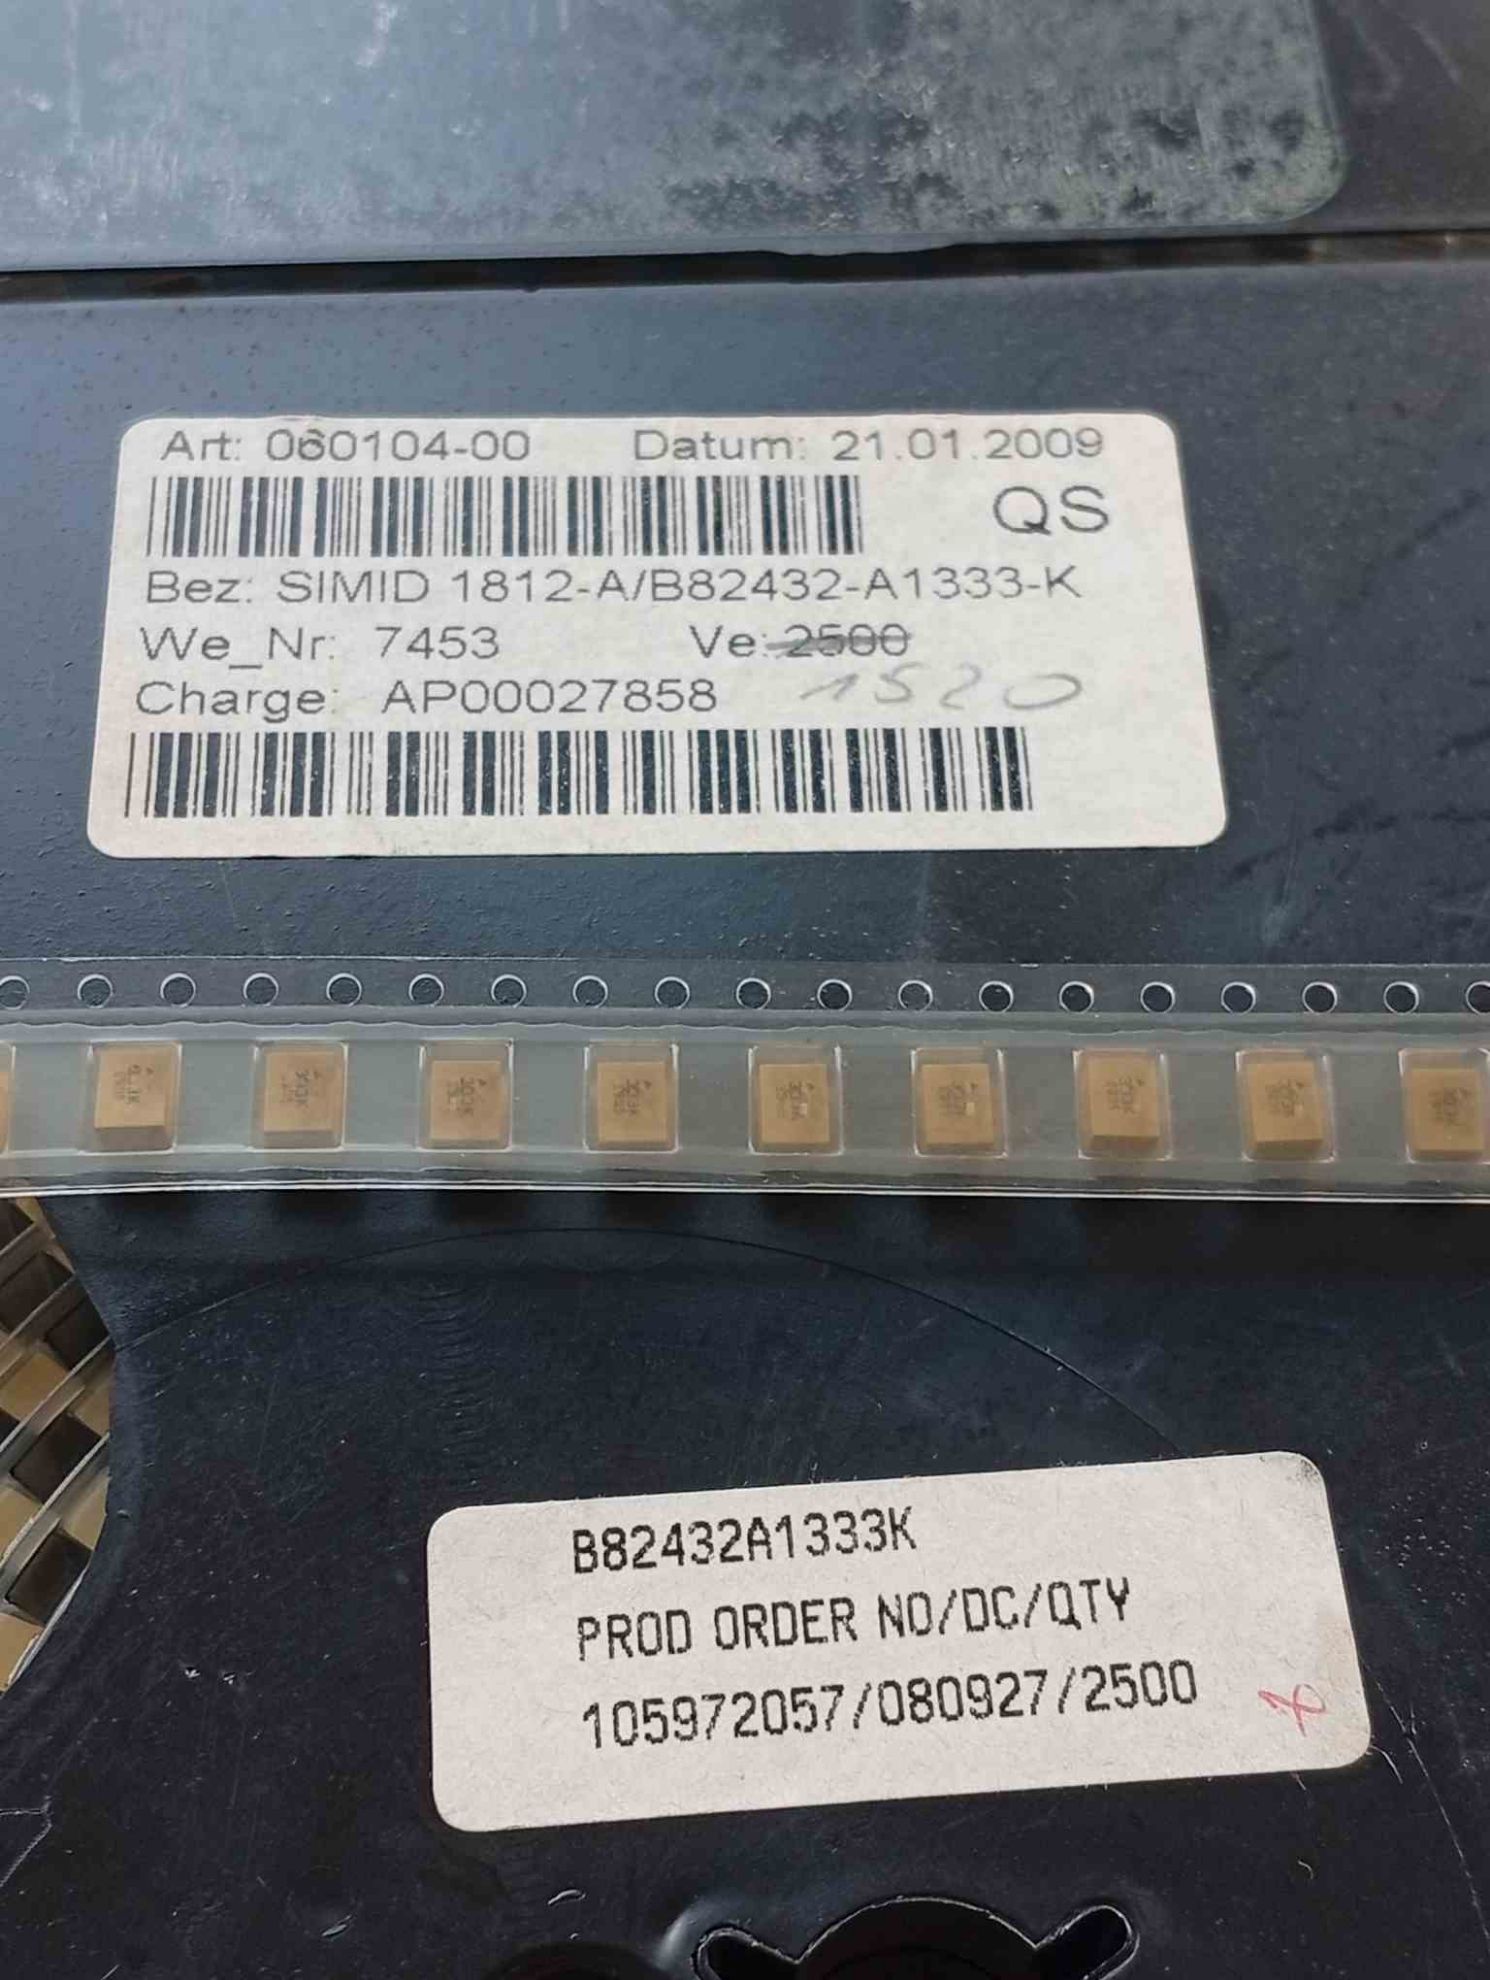 Art: 060104-00 Datum: 21.01.2009
QS
Bez: SIMID 1812-A/B82432-A1333-K
We_Nr: 7453 Ve: 2500
1520
Charge: AP00027858
B82432A1333K
PROD ORDER NO/DC/QTY
105972057/080927/2500